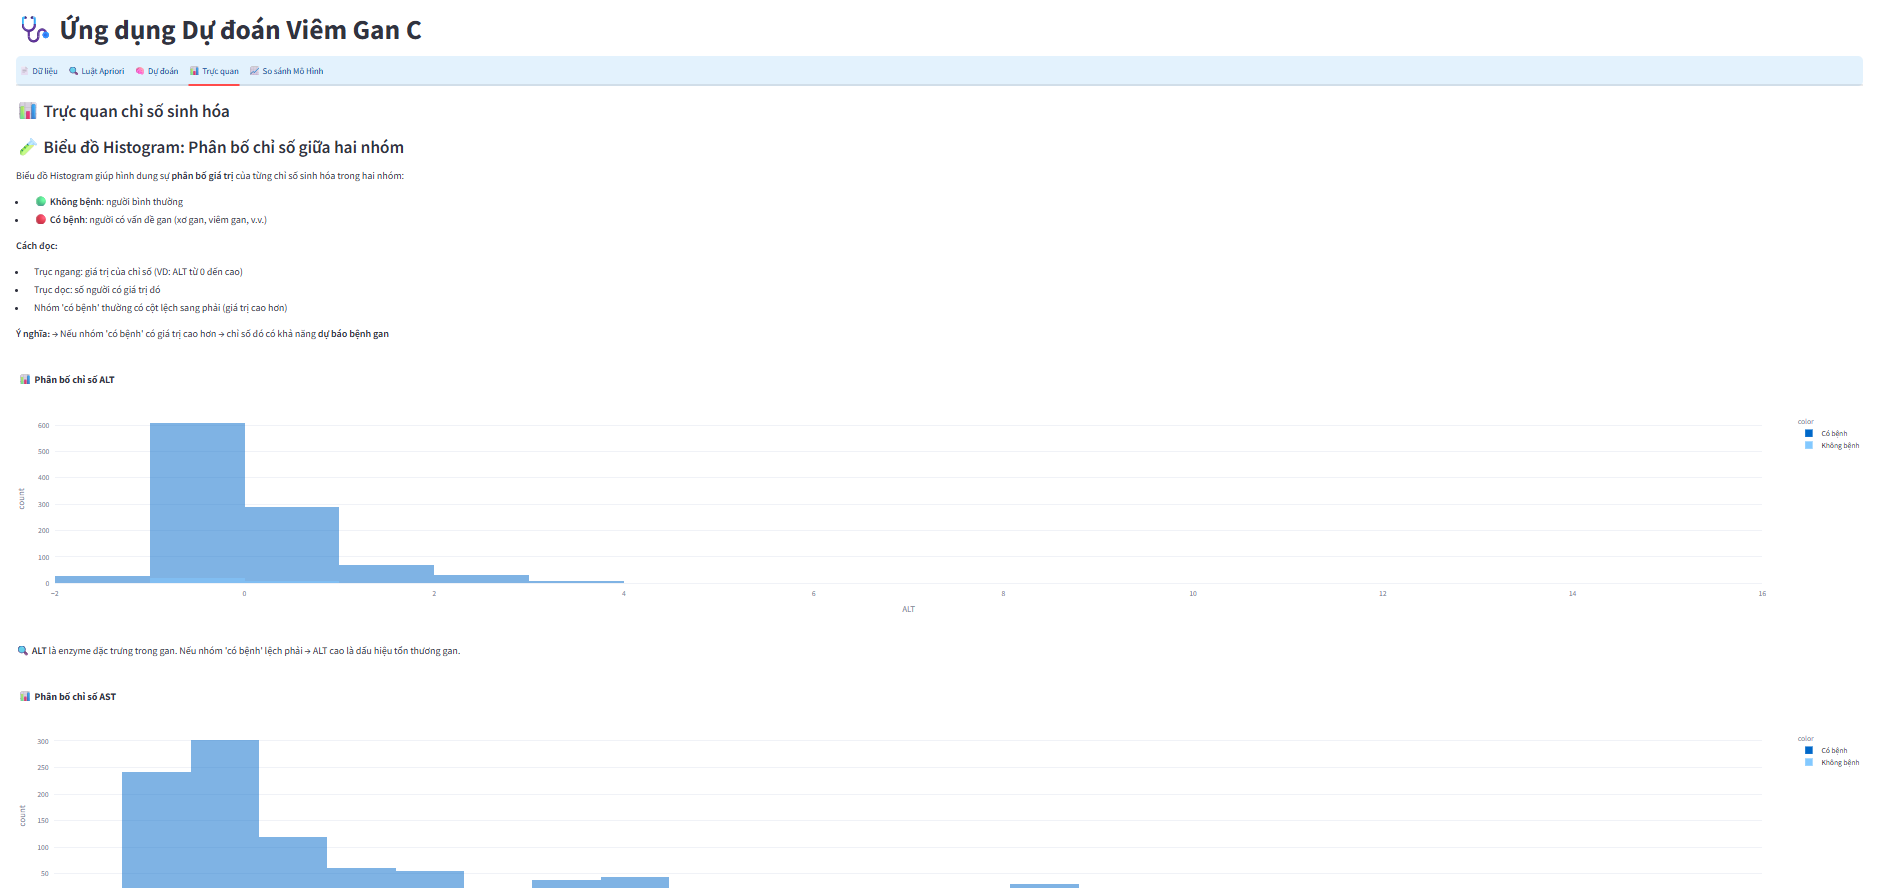 Ứng dụng Dự đoán Viêm Gan C
Dữ liệu Luật Apriori Dự đoán Trực quan So sánh Mô Hình
Trực quan chỉ số sinh hóa
Biểu đồ Histogram: Phân bố chỉ số giữa hai nhóm
Biểu đồ Histogram giúp hình dung sự phân bố giá trị của từng chỉ số sinh hóa trong hai nhóm:
• Không bệnh: người bình thường
• Có bệnh: người có vấn đề gan (xơ gan, viêm gan, v.v.)
Cách đọc:
• Trục ngang: giá trị của chỉ số (VD: ALT từ 0 đến cao)
• Trục dọc: số người có giá trị đó
• Nhóm 'có bệnh' thường có cột lệch sang phải (giá trị cao hơn)
Ý nghĩa: → Nếu nhóm 'có bệnh' có giá trị cao hơn → chỉ số đó có khả năng dự báo bệnh gan
Phân bố chỉ số ALT
color
Có bệnh
Không bệnh
600
500
400
300
200
100
0
count
−2 0 2 4 6 8 10 12 14 16
ALT
ALT là enzyme đặc trưng trong gan. Nếu nhóm 'có bệnh' lệch phải → ALT cao là dấu hiệu tổn thương gan.
Phân bố chỉ số AST
color
Có bệnh
Không bệnh
300
250
200
150
100
50
count